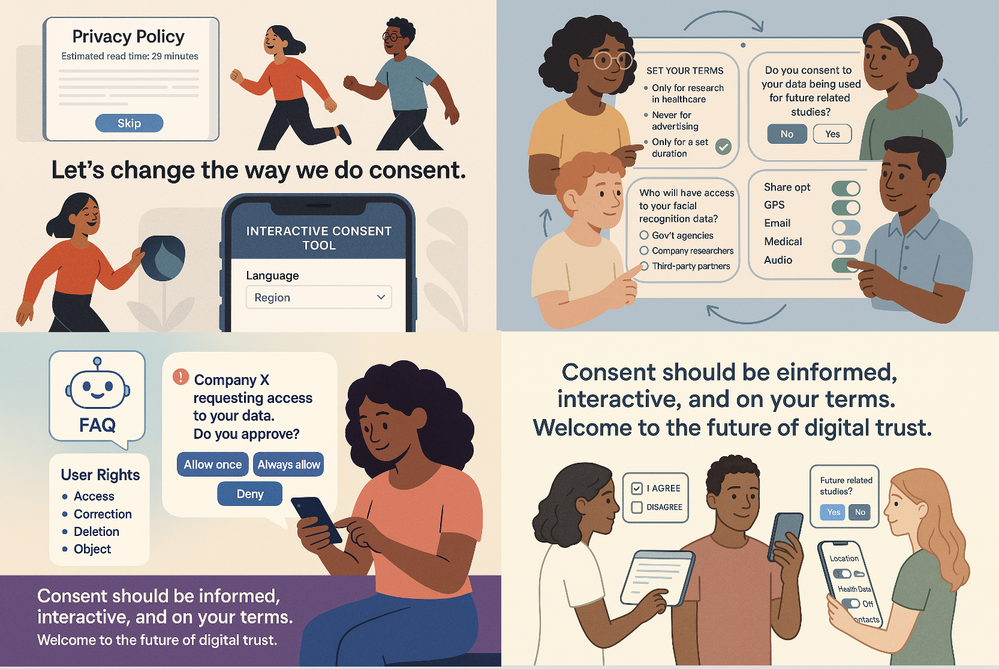 Privacy Policy
Estimated read time: 29 minutes
Skip
Let's change the way we do consent.
INTERACTIVE CONSENT
TOOL
Language
Region
SET YOUR TERMS
• Only for research
in healthcare
• Never for
advertising
• Only for a set
duration
Do you consent to
your data being used
for future related
studies?
No
Yes
Who will have access
to your facial
recognition data?
Gov't agencies
Company researchers
Third-party partners
Share opt
GPS
Email
Medical
Audio
FAQ
User Rights
• Access
• Correction
• Deletion
• Object
! Company X
requesting access
to your data.
Do you approve?
Allow once
Always allow
Deny
Consent should be informed,
interactive, and on your terms.
Welcome to the future of digital trust.
Consent should be einformed,
interactive, and on your terms.
Welcome to the future of digital trust.
I AGREE
DISAGREE
Future related
studies?
Yes
No
Location
Health Data
Off
ontacts